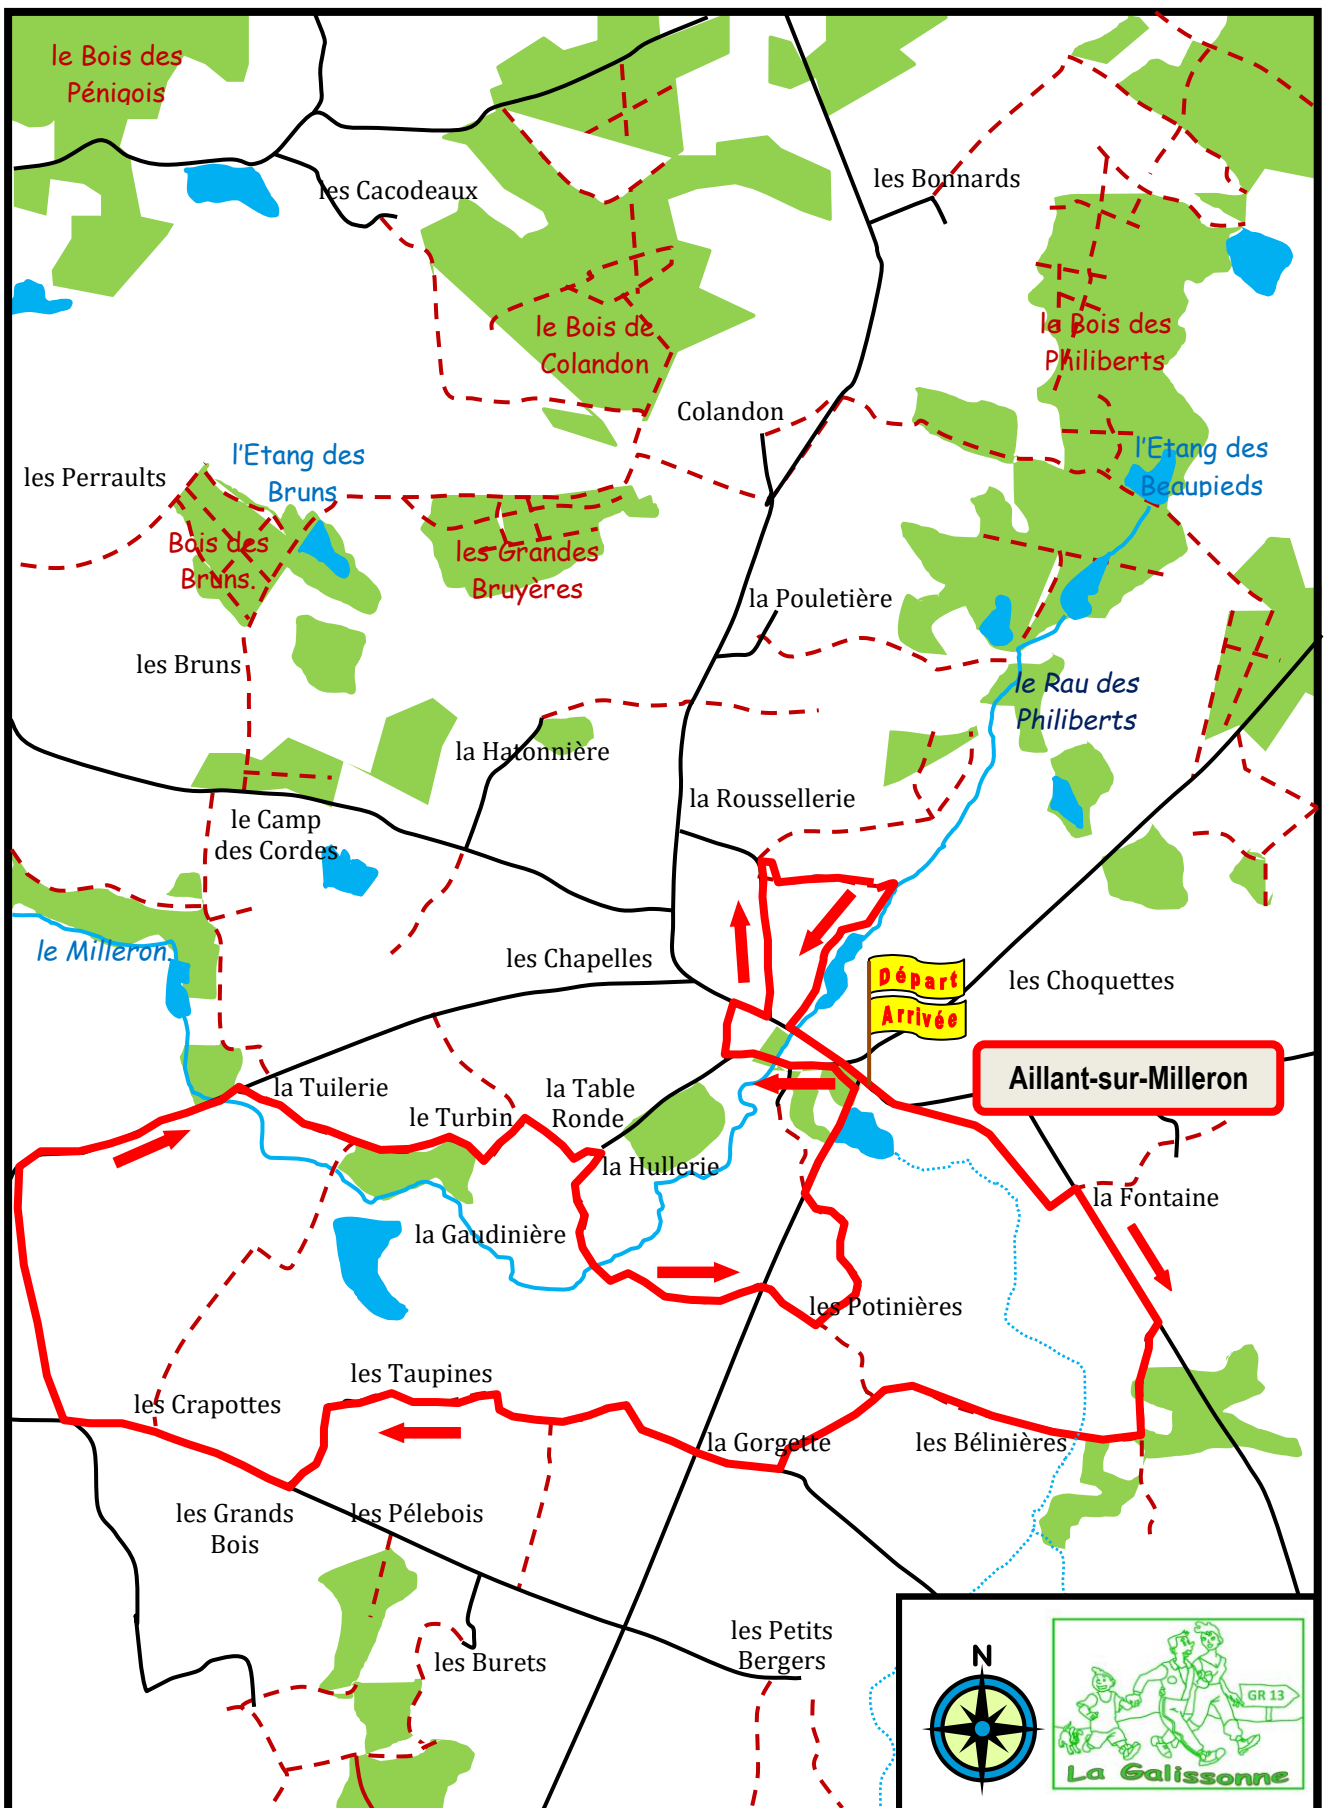 le Bois des
Pénigois
les Cacodeaux
les Bonnards
le Bois de
Colandon
le Bois des
Philiberts
Colandon
l'Etang des
Bruns
les Perraults
l'Etang des
Beaupieds
Bois des
Bruns.
les Grandes
Bruyères
la Pouletière
les Bruns
le Rau des
Philiberts
la Hatonnière
la Roussellerie
le Camp
des Cordes
le Milleron.
les Chapelles
Départ
Arrivée
les Choquettes
Aillant-sur-Milleron
la Tuilerie
la Table
Ronde
le Turbin
la Hullerie
la Fontaine
la Gaudinière
les Potinières
les Taupines
les Crapottes
la Gorgette
les Bélinières
les Grands
Bois
les Pélebois
les Petits
Bergers
les Burets
N
GR 13
La Galissonne